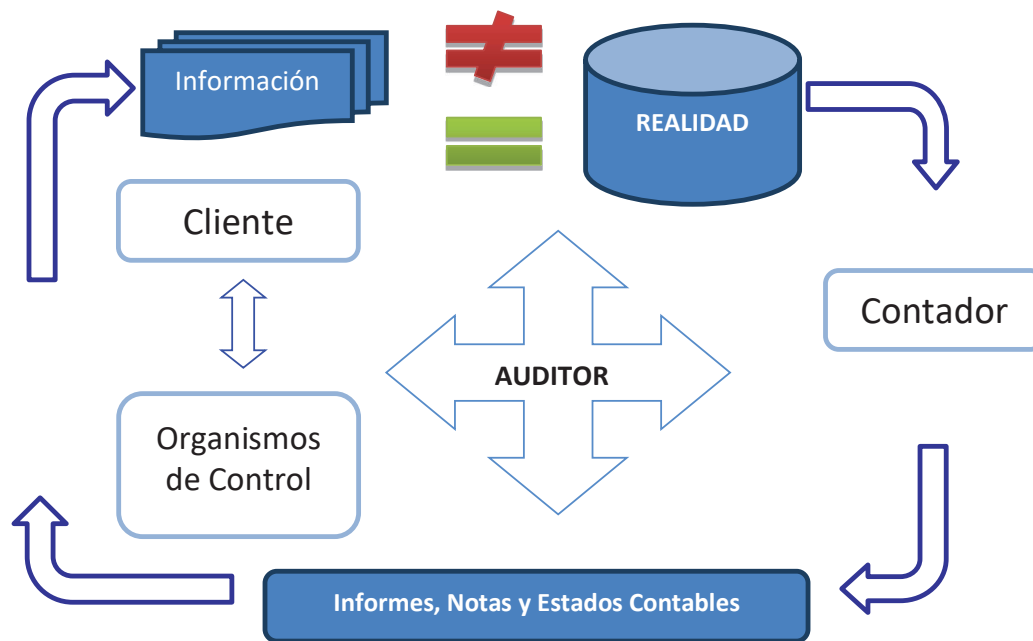 Información
REALIDAD
Cliente
Contador
AUDITOR
Organismos
de Control
Informes, Notas y Estados Contables